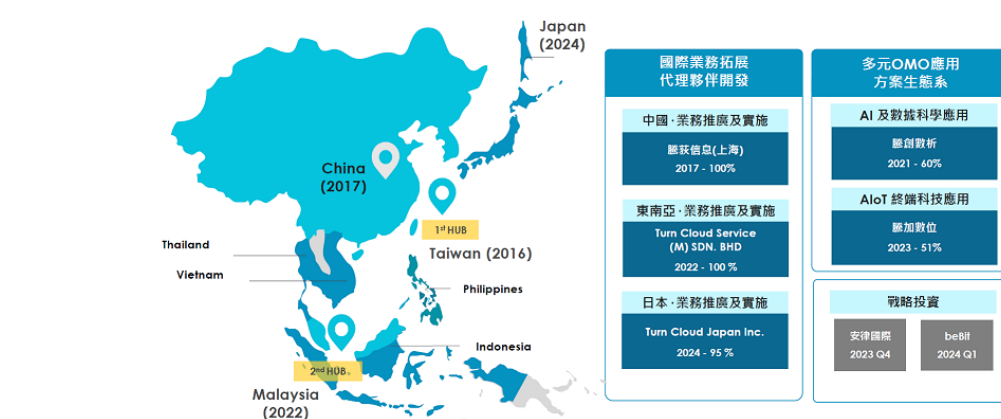 Japan
(2024)
China
(2017)
1st HUB
Taiwan (2016)
Thailand
Vietnam
Philippines
Indonesia
2nd HUB
Malaysia
(2022)
國際業務拓展
代理夥伴開發
中國‧業務推廣及實施
騰荻信息(上海)
2017 - 100%
東南亞‧業務推廣及實施
Turn Cloud Service
(M) SDN. BHD
2022 - 100 %
日本‧業務推廣及實施
Turn Cloud Japan Inc.
2024 - 95 %
多元OMO應用
方案生態系
AI 及數據科學應用
騰創數析
2021 - 60%
AIoT 終端科技應用
騰加數位
2023 - 51%
戰略投資
安律國際
2023 Q4
beBit
2024 Q1